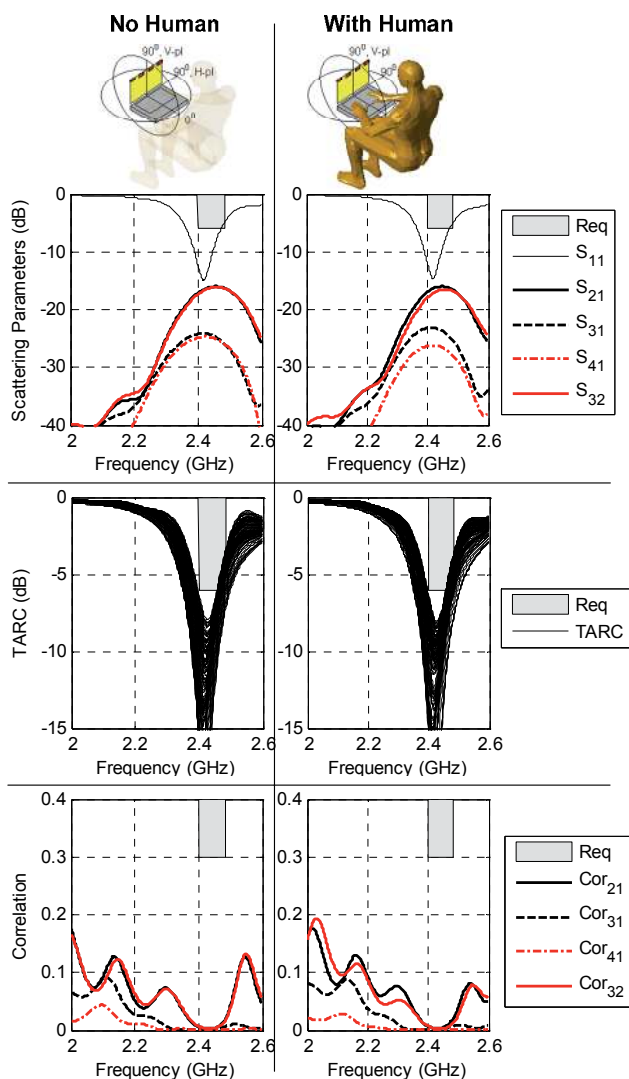 No Human
With Human
90⁰, V-pl
90⁰, H-pl
0⁰
90⁰, V-pl
90⁰
Scattering Parameters (dB)
0
-10
-20
-30
-40
2 2.2 2.4 2.6
Frequency (GHz)
0
-10
-20
-30
-40
2 2.2 2.4 2.6
Frequency (GHz)
Req
S₁₁
S₂₁
S₃₁
S₄₁
S₃₂
TARC (dB)
0
-5
-10
-15
2 2.2 2.4 2.6
Frequency (GHz)
0
-5
-10
-15
2 2.2 2.4 2.6
Frequency (GHz)
Req
TARC
Correlation
0.4
0.3
0.2
0.1
0
2 2.2 2.4 2.6
Frequency (GHz)
0.4
0.3
0.2
0.1
0
2 2.2 2.4 2.6
Frequency (GHz)
Req
Cor₂₁
Cor₃₁
Cor₄₁
Cor₃₂